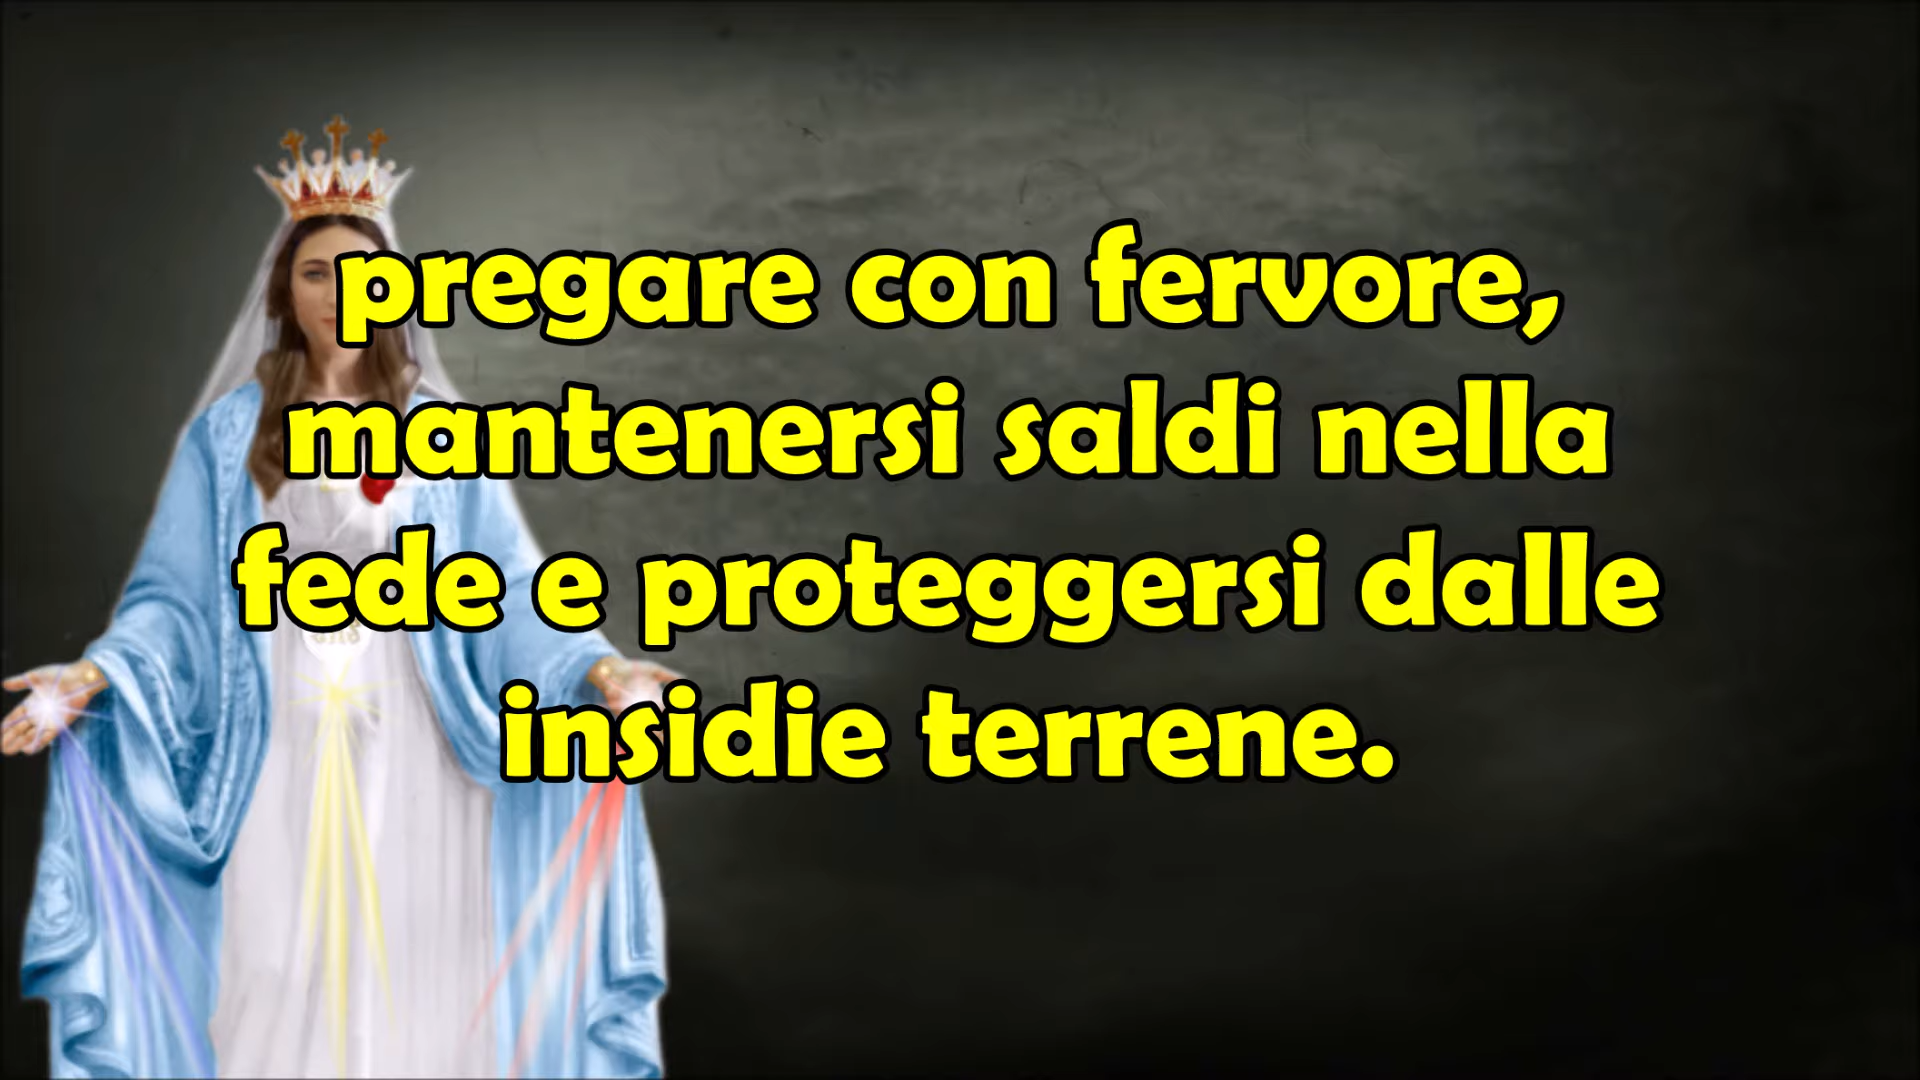 pregare con fervore,
mantenersi saldi nella
fede e proteggersi dalle
insidie terrene.